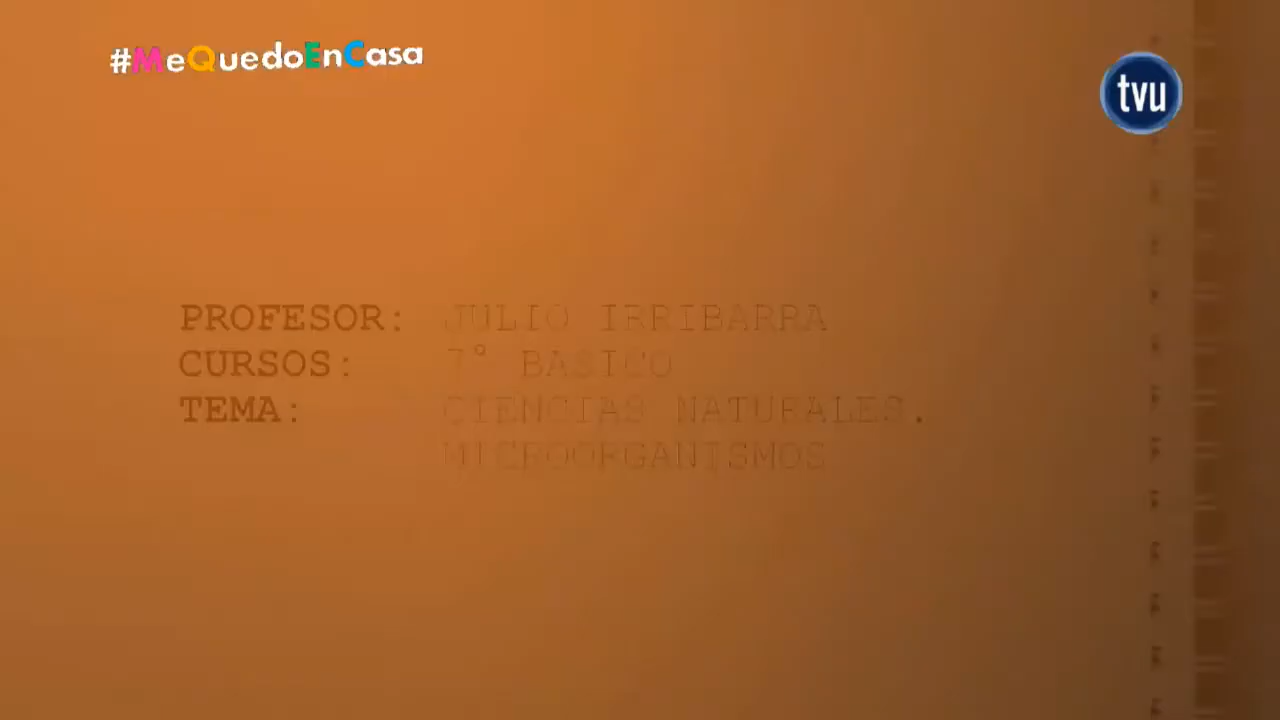 #MeQuedoEnCasa
tvu
PROFESOR: JULIO IRRIBARRA
CURSOS: 7° BASICO
TEMA: CIENCIAS NATURALES.
MICROORGANISMOS